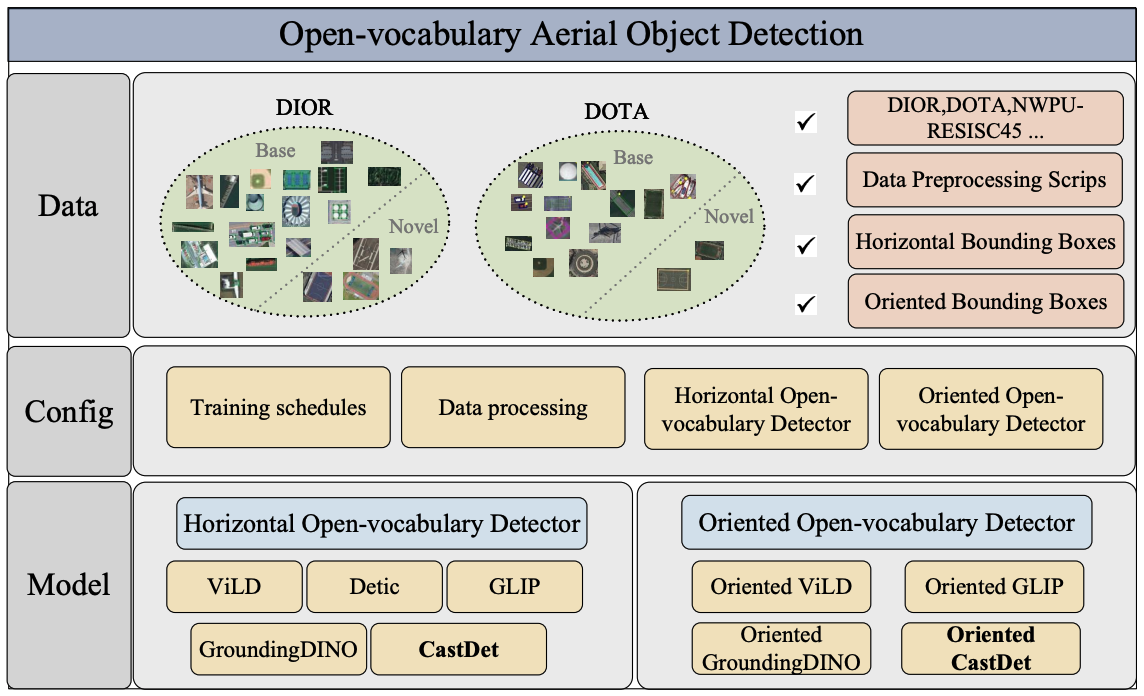 Open-vocabulary Aerial Object Detection
Data
DIOR
Base
Novel
DOTA
Base
Novel
DIOR,DOTA,NWPU-
RESISC45 ...
Data Preprocessing Scrips
Horizontal Bounding Boxes
Oriented Bounding Boxes
Config
Training schedules
Data processing
Horizontal Open-
vocabulary Detector
Oriented Open-
vocabulary Detector
Model
Horizontal Open-vocabulary Detector
ViLD
Detic
GLIP
GroundingDINO
CastDet
Oriented Open-vocabulary Detector
Oriented ViLD
Oriented GLIP
Oriented
GroundingDINO
Oriented
CastDet